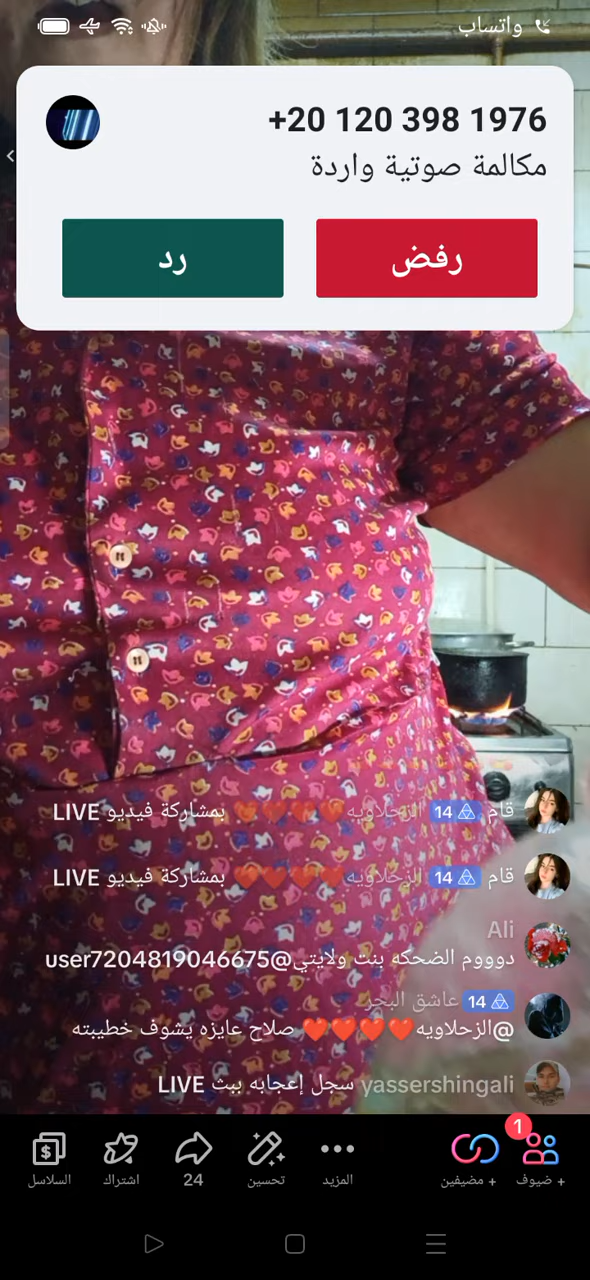 واتساب
+20 120 398 1976
مكالمة صوتية واردة
رفض
رد
قام 14 الزحلاويه❤️❤️❤️❤️ بمشاركة فيديو LIVE
قام 14 الزحلاويه❤️❤️❤️❤️ بمشاركة فيديو LIVE
Ali
دوووم الضحكه بنت ولايتي@user7204819046675
14 عاشق البحر
@الزحلاويه❤️❤️❤️❤️ صلاح عايزه يشوف خطيبته
yassershingali سجل إعجابه ببث LIVE
1
+ ضيوف
+ مضيفين
المزيد
تحسين
24
اشتراك
السلاسل